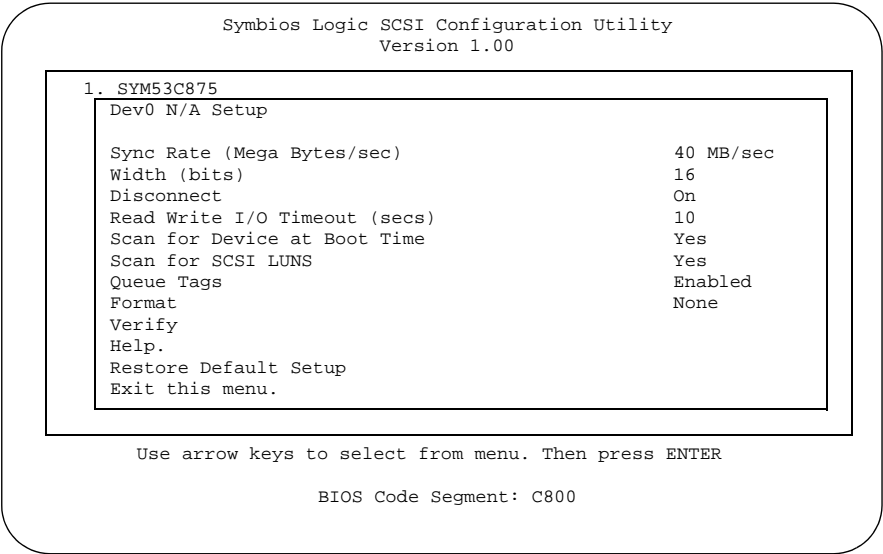 Symbios Logic SCSI Configuration Utility
Version 1.00
1. SYM53C875
Dev0 N/A Setup
Sync Rate (Mega Bytes/sec) 40 MB/sec
Width (bits) 16
Disconnect On
Read Write I/O Timeout (secs) 10
Scan for Device at Boot Time Yes
Scan for SCSI LUNS Yes
Queue Tags Enabled
Format None
Verify
Help.
Restore Default Setup
Exit this menu.
Use arrow keys to select from menu. Then press ENTER
BIOS Code Segment: C800